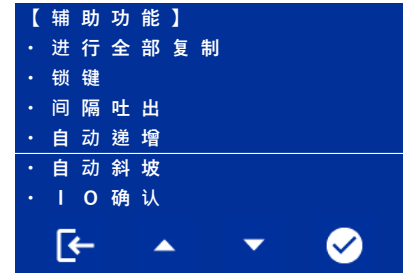 【辅助功能】
· 进行全部复制
· 锁键
· 间隔吐出
· 自动递增
· 自动斜坡
· IO确认